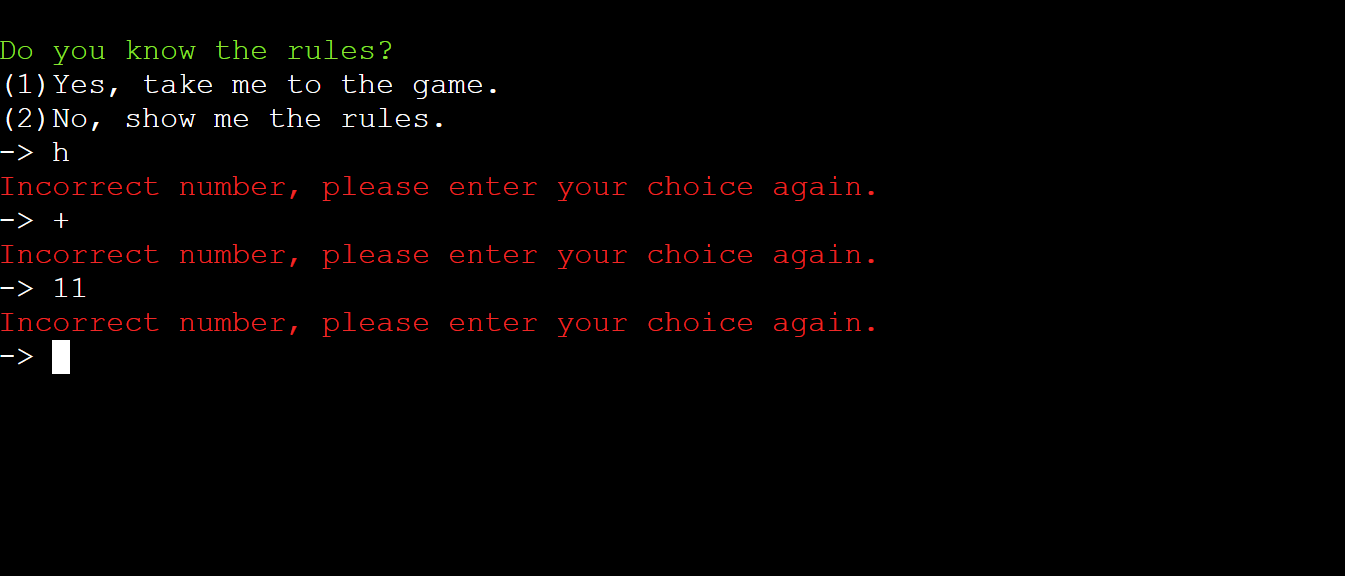 Do you know the rules?
(1)Yes, take me to the game.
(2)No, show me the rules.
-> h
Incorrect number, please enter your choice again.
-> +
Incorrect number, please enter your choice again.
-> 11
Incorrect number, please enter your choice again.
->